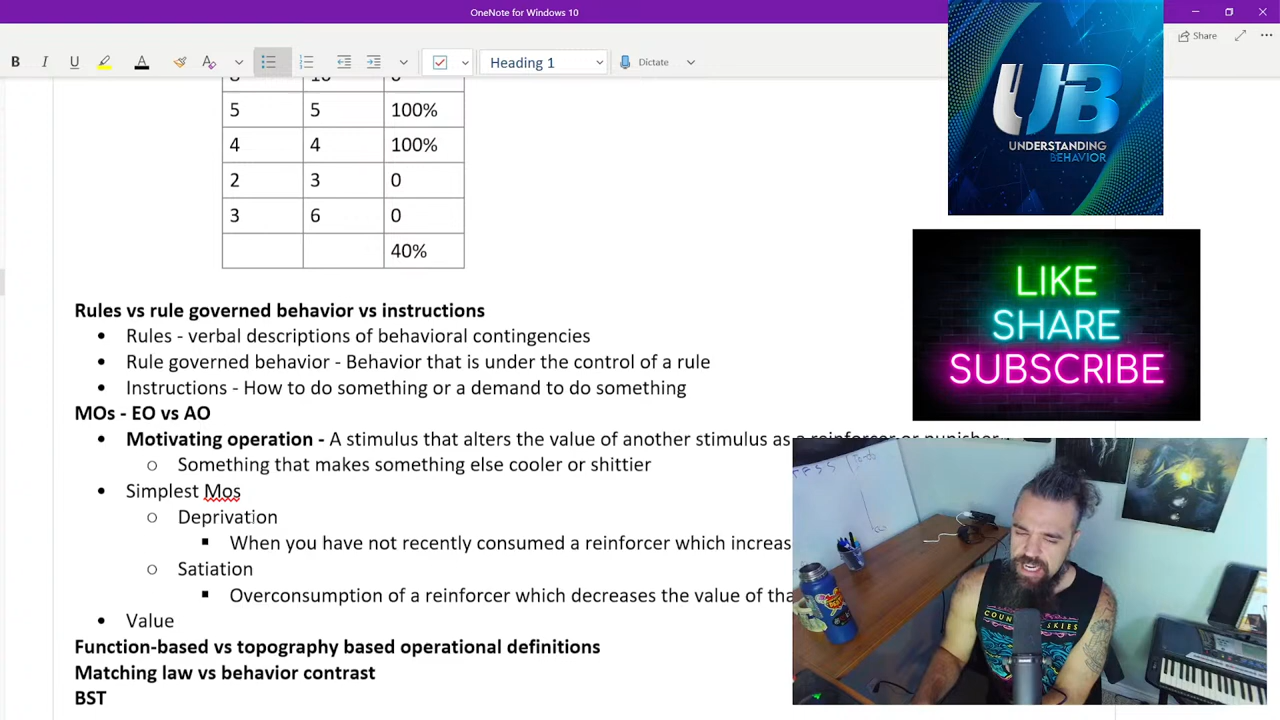 OneNote for Windows 10
Share
B I U A A Heading 1 Dictate
5 5 100%
4 4 100%
2 3 0
3 6 0
40%
Rules vs rule governed behavior vs instructions
Rules - verbal descriptions of behavioral contingencies
Rule governed behavior - Behavior that is under the control of a rule
Instructions - How to do something or a demand to do something
MOs - EO vs AO
Motivating operation - A stimulus that alters the value of another stimulus as a reinforcer or punisher
Something that makes something else cooler or shittier
Simplest Mos
Deprivation
When you have not recently consumed a reinforcer which increas
Satiation
Overconsumption of a reinforcer which decreases the value of tha
Value
Function-based vs topography based operational definitions
Matching law vs behavior contrast
BST
UB
UNDERSTANDING
BEHAVIOR
LIKE
SHARE
SUBSCRIBE